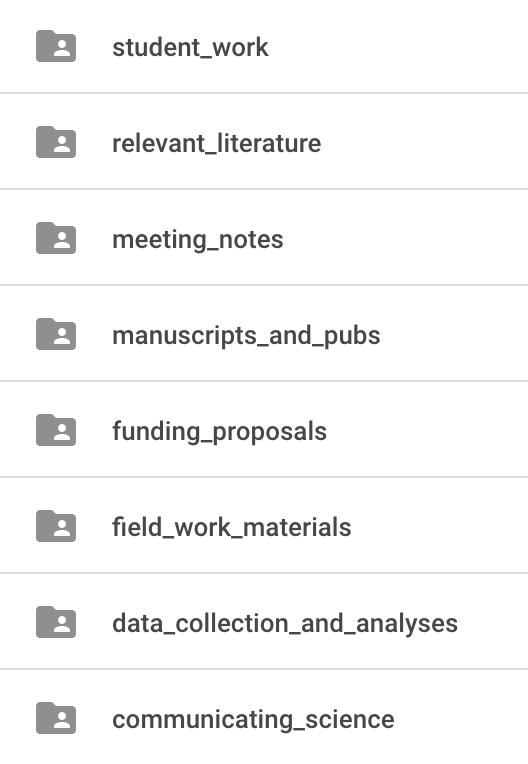 student_work
relevant_literature
meeting_notes
manuscripts_and_pubs
funding_proposals
field_work_materials
data_collection_and_analyses
communicating_science